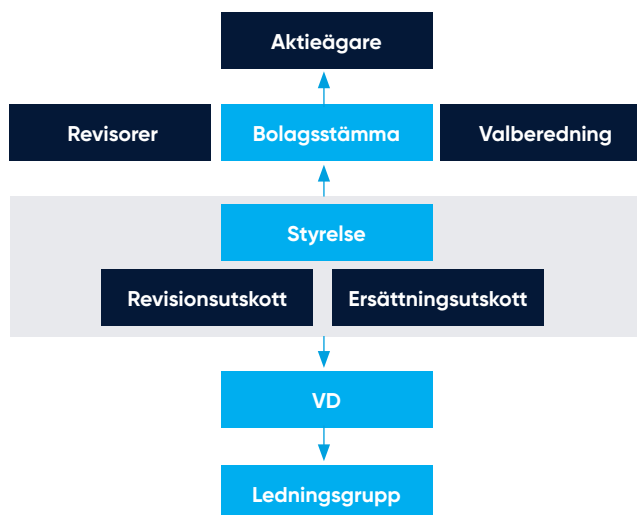 Aktieägare
Revisorer
Bolagsstämma
Valberedning
Styrelse
Revisionsutskott
Ersättningsutskott
VD
Ledningsgrupp